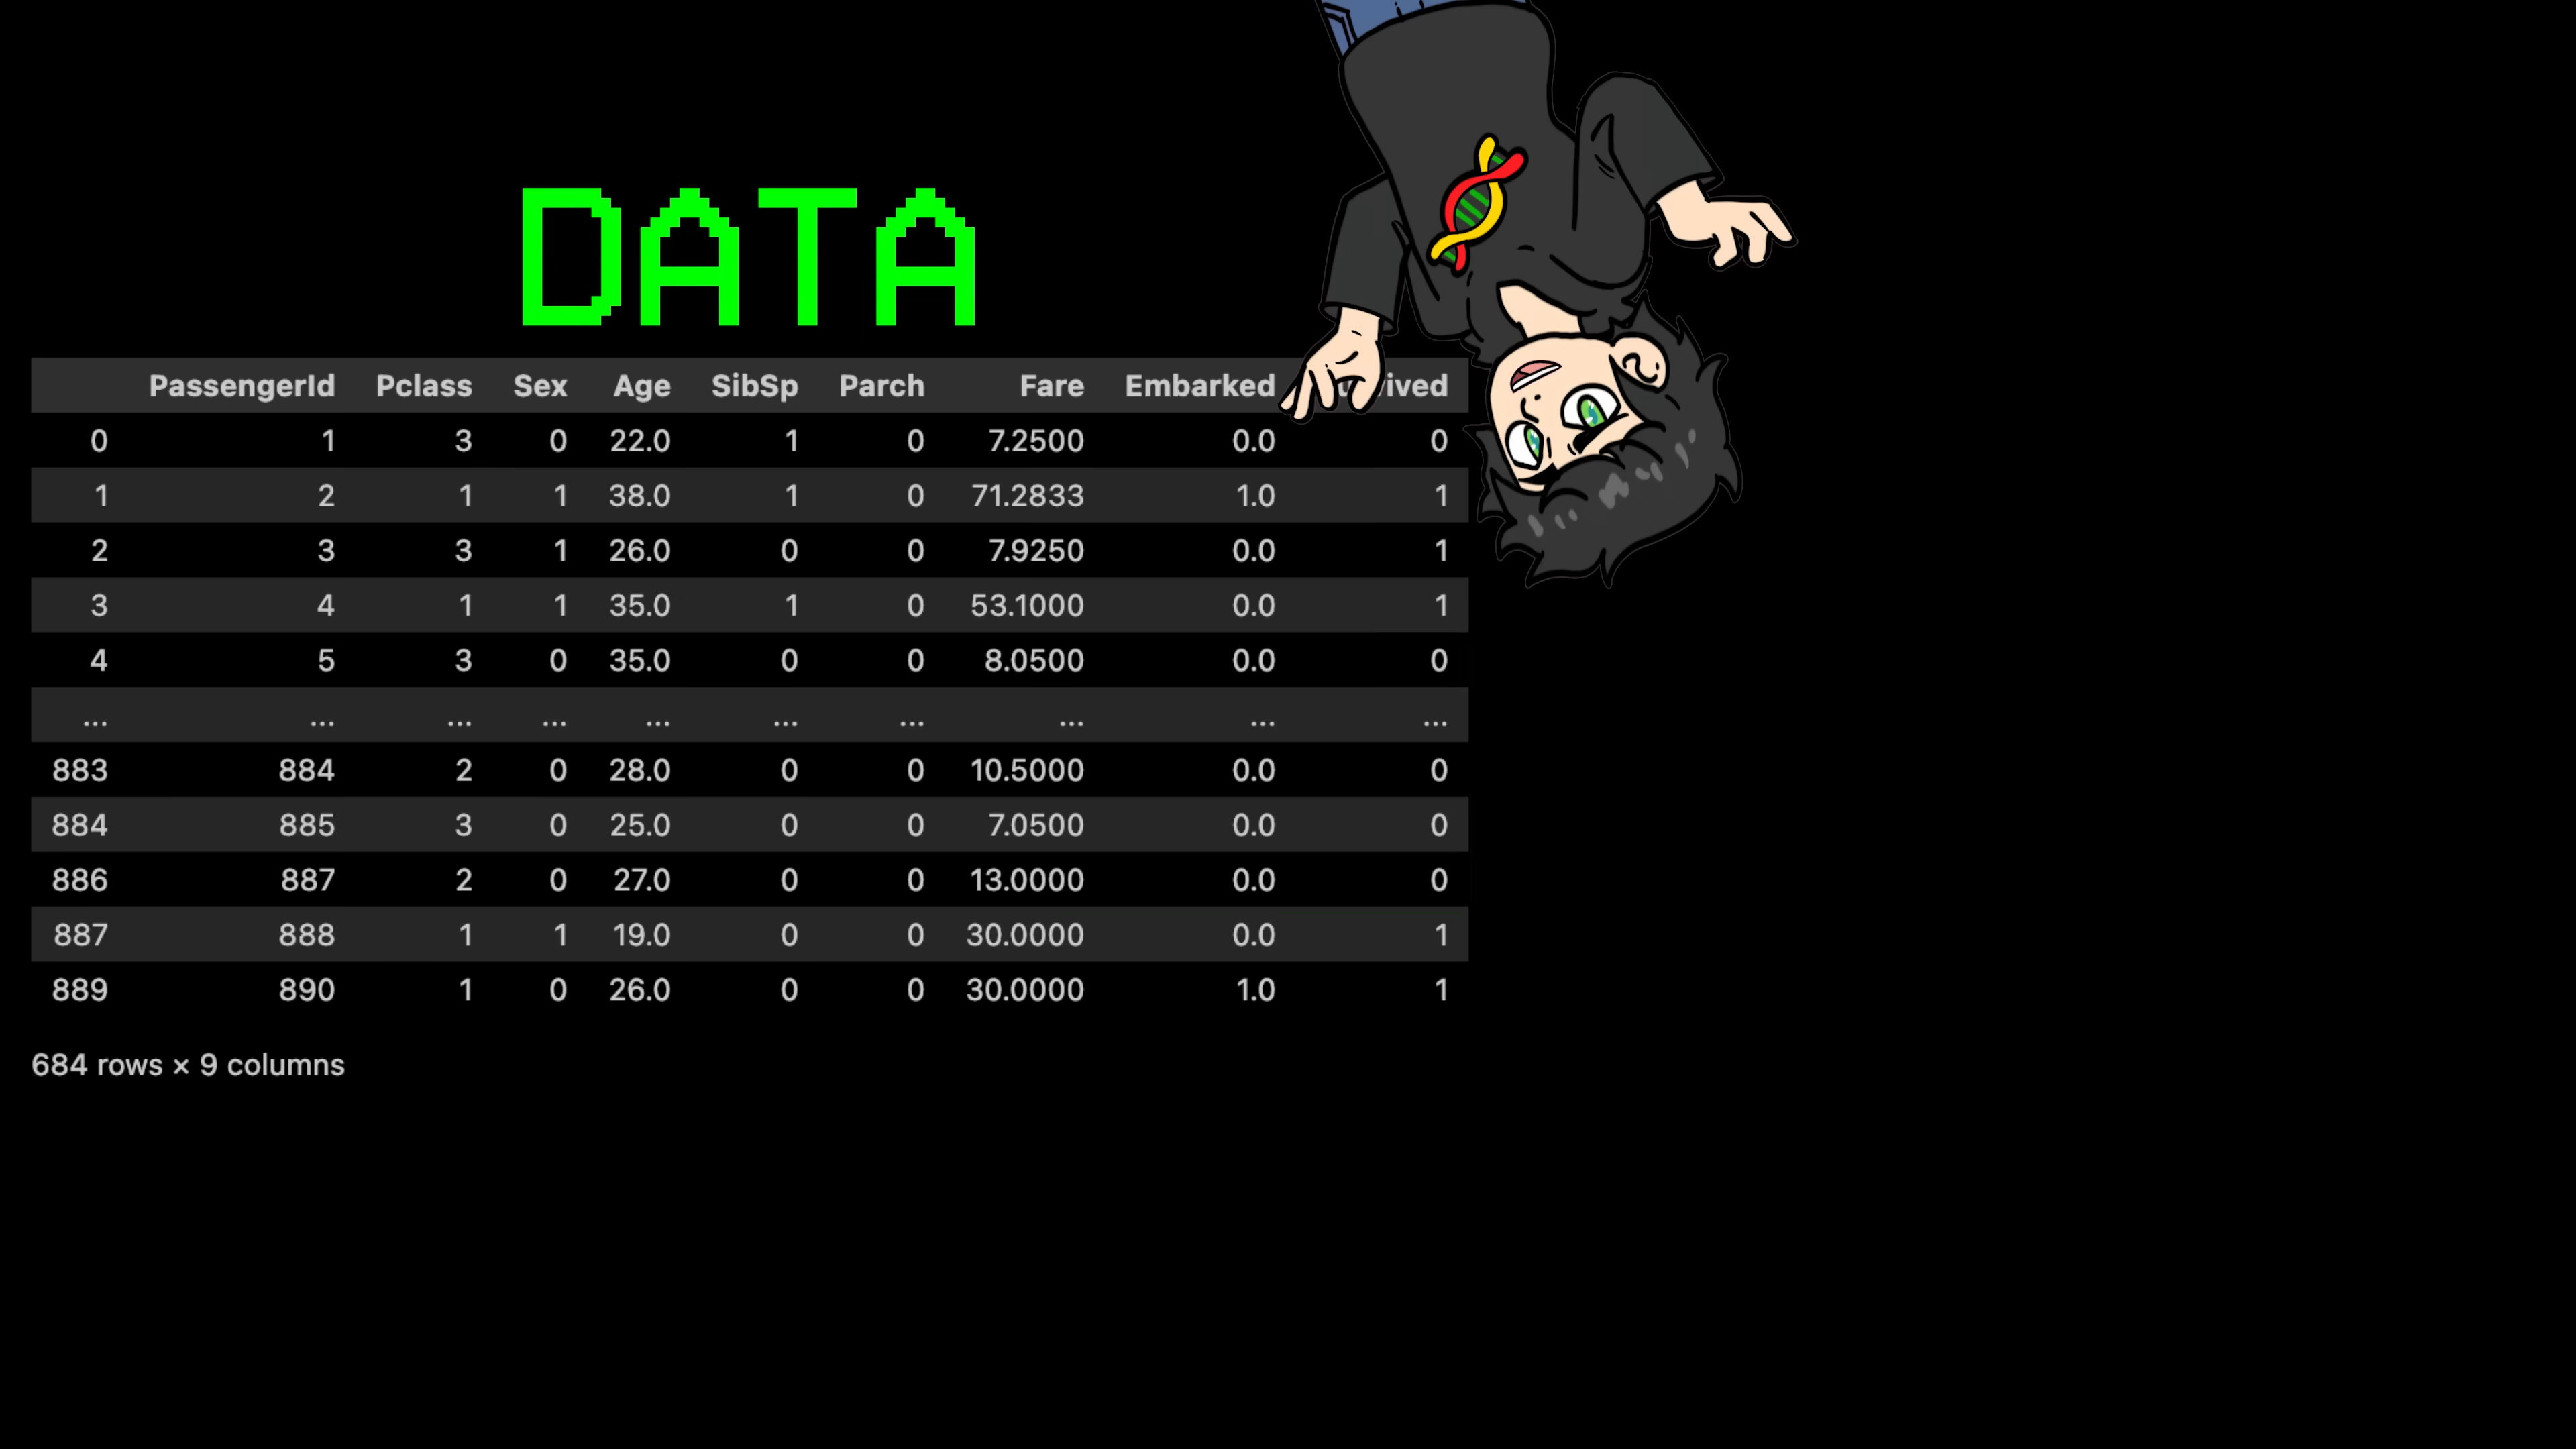 DATA
PassengerId Pclass Sex Age SibSp Parch Fare Embarked ived
0 1 3 0 22.0 1 0 7.2500 0.0 0
1 2 1 1 38.0 1 0 71.2833 1.0 1
2 3 3 1 26.0 0 0 7.9250 0.0 1
3 4 1 1 35.0 1 0 53.1000 0.0 1
4 5 3 0 35.0 0 0 8.0500 0.0 0
... ... ... ... ... ... ... ... ... ...
883 884 2 0 28.0 0 0 10.5000 0.0 0
884 885 3 0 25.0 0 0 7.0500 0.0 0
886 887 2 0 27.0 0 0 13.0000 0.0 0
887 888 1 1 19.0 0 0 30.0000 0.0 1
889 890 1 0 26.0 0 0 30.0000 1.0 1
684 rows × 9 columns